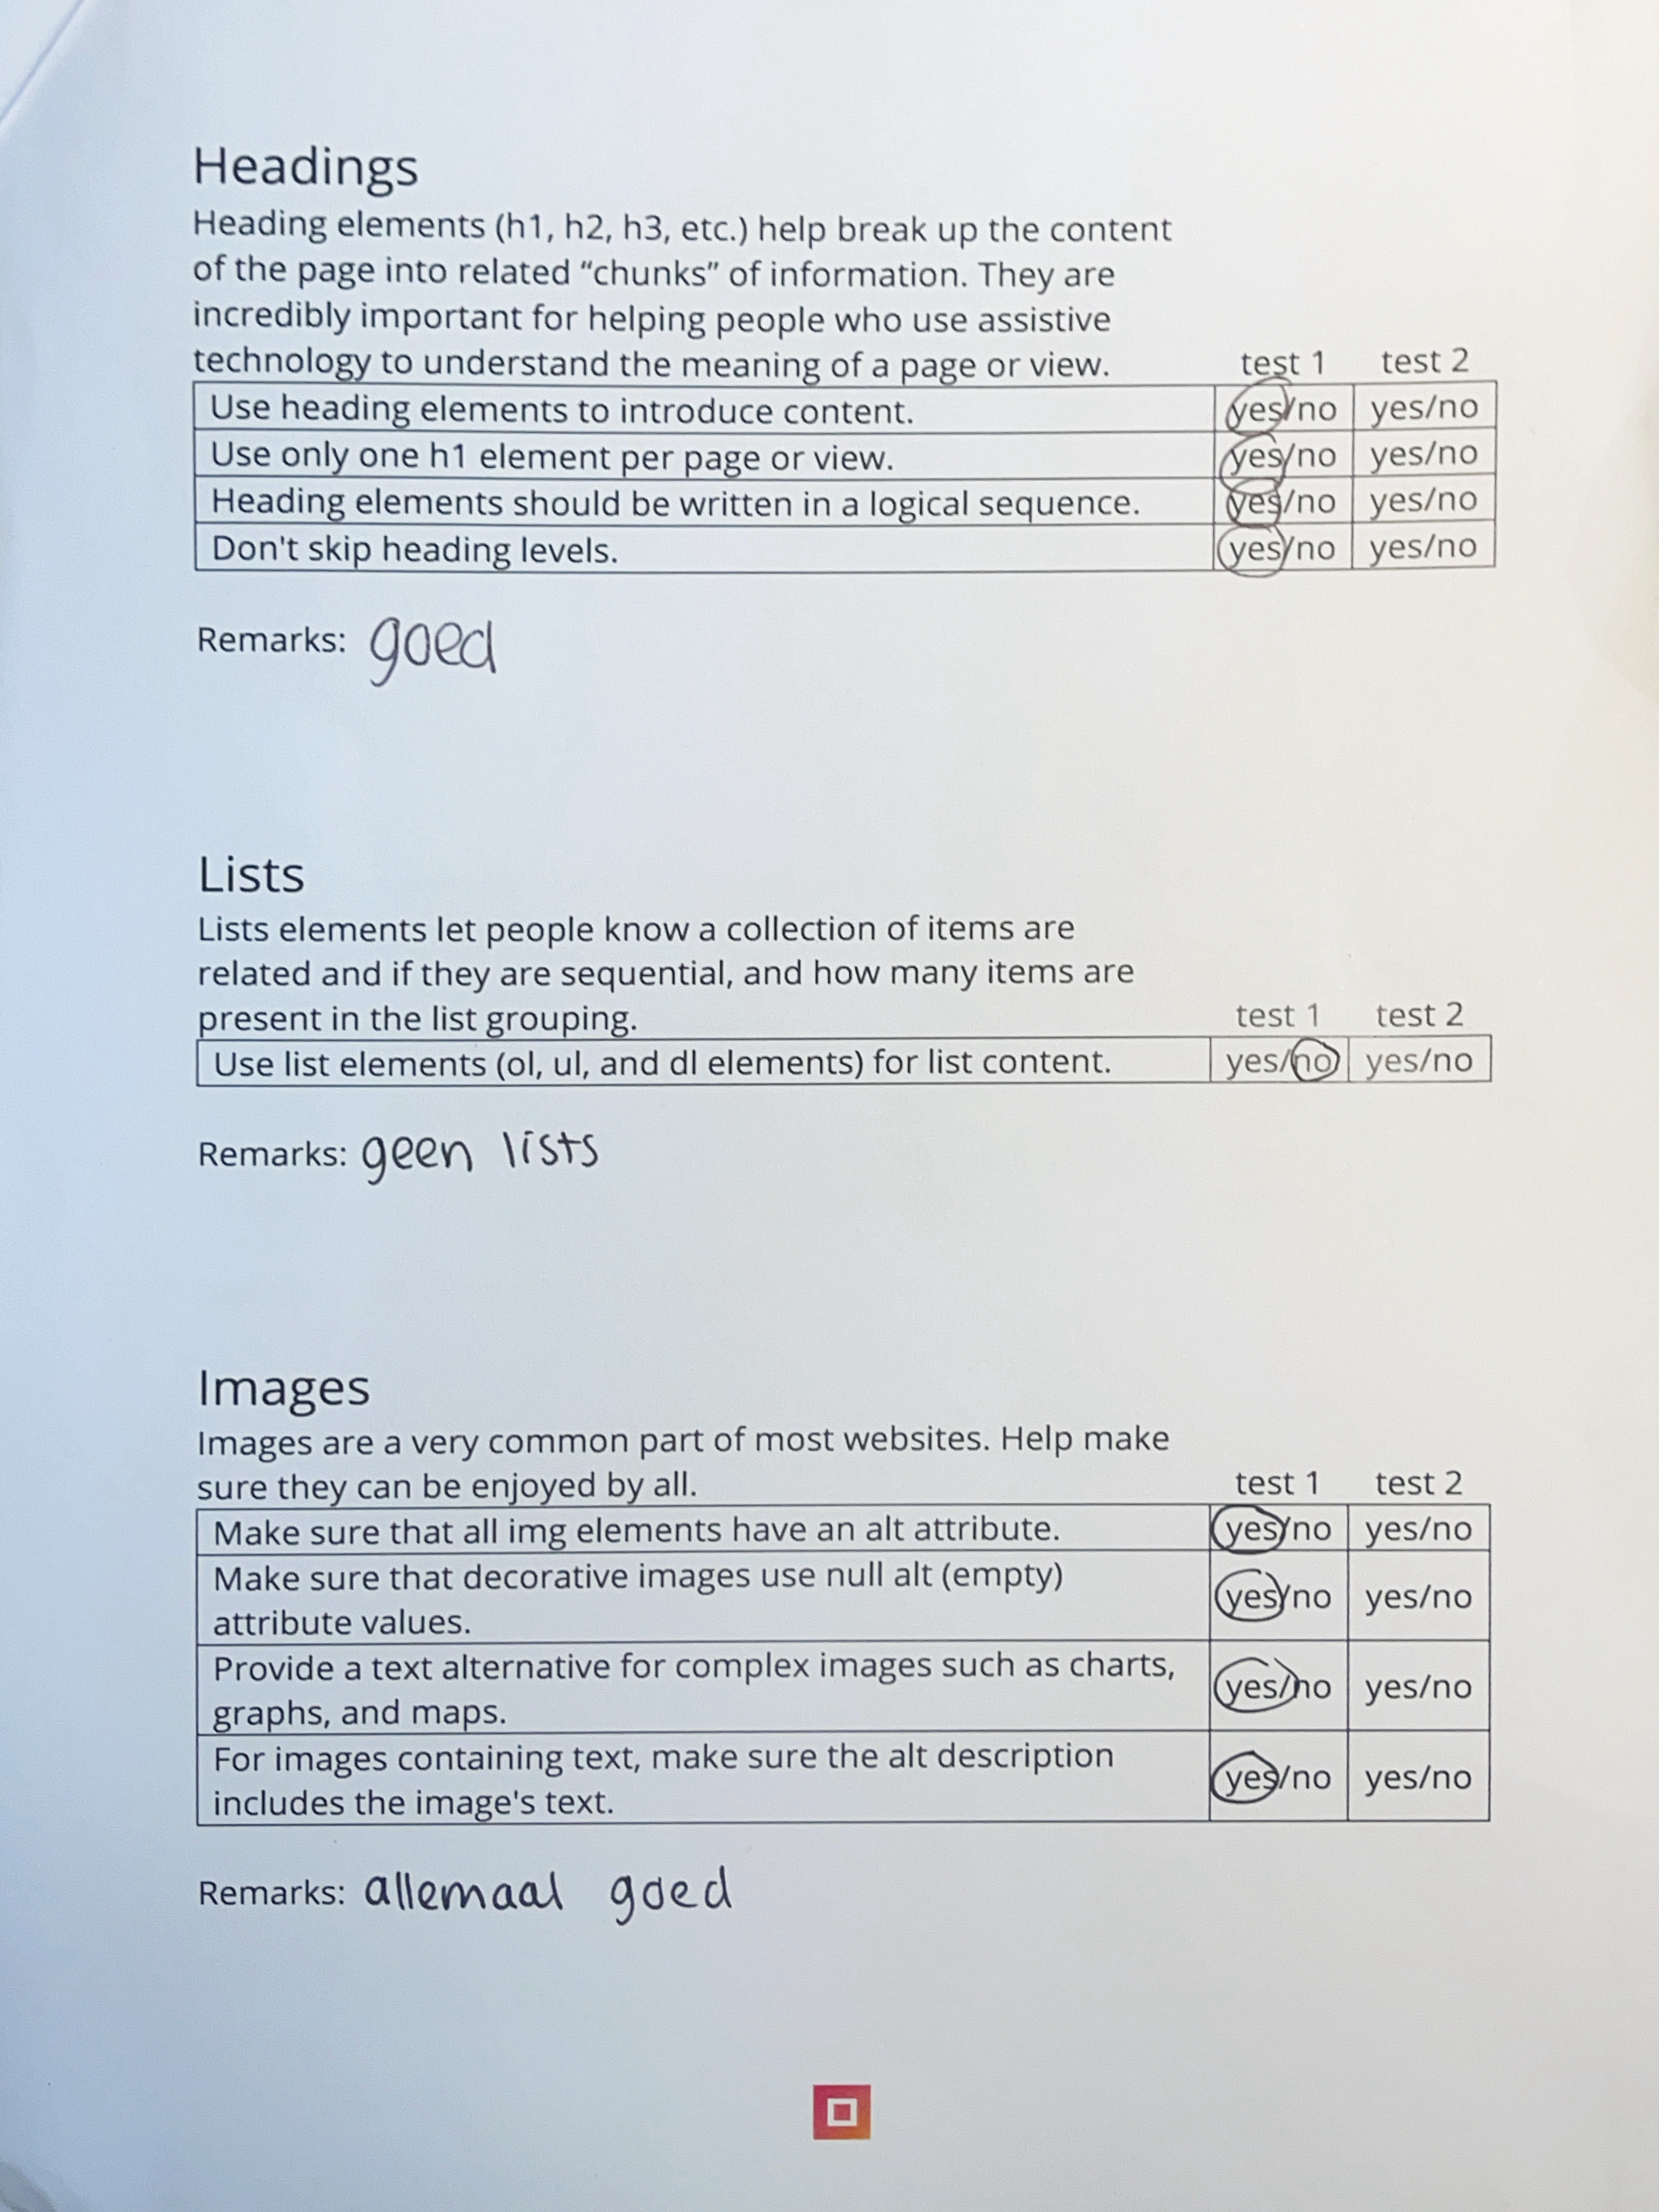 Headings
Heading elements (h1, h2, h3, etc.) help break up the content
of the page into related “chunks” of information. They are
incredibly important for helping people who use assistive
technology to understand the meaning of a page or view. test 1 test 2
Use heading elements to introduce content. yes/no yes/no
Use only one h1 element per page or view. yes/no yes/no
Heading elements should be written in a logical sequence. yes/no yes/no
Don't skip heading levels. yes/no yes/no
Remarks: goed
Lists
Lists elements let people know a collection of items are
related and if they are sequential, and how many items are
present in the list grouping. test 1 test 2
Use list elements (ol, ul, and dl elements) for list content. yes/no yes/no
Remarks: geen lists
Images
Images are a very common part of most websites. Help make
sure they can be enjoyed by all. test 1 test 2
Make sure that all img elements have an alt attribute. yes/no yes/no
Make sure that decorative images use null alt (empty)
attribute values. yes/no yes/no
Provide a text alternative for complex images such as charts,
graphs, and maps. yes/no yes/no
For images containing text, make sure the alt description
includes the image's text. yes/no yes/no
Remarks: allemaal goed